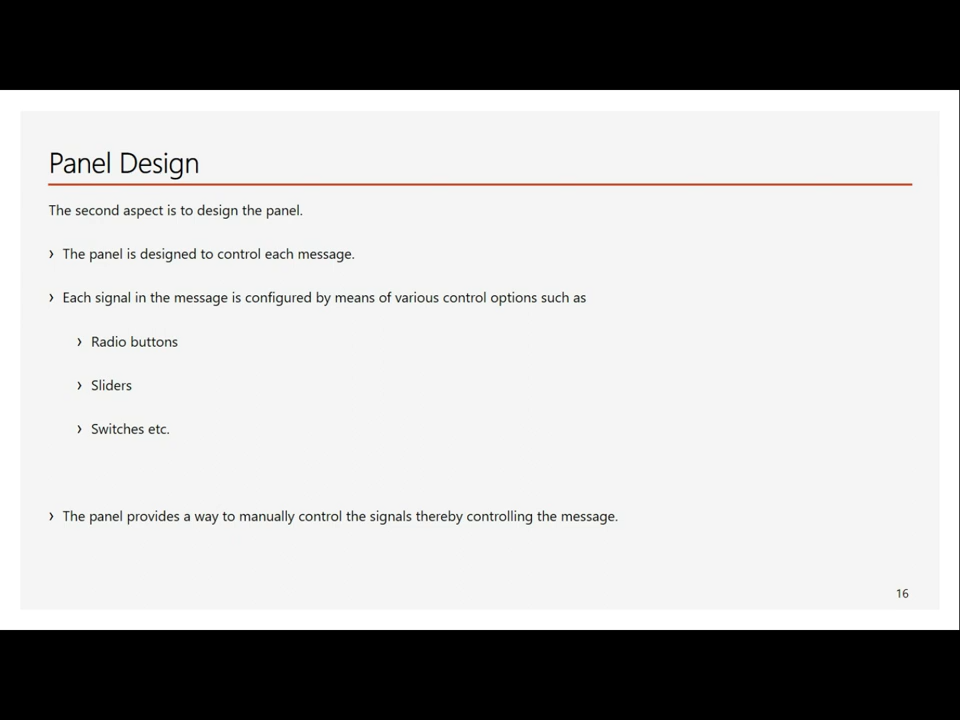 Panel Design
The second aspect is to design the panel.
› The panel is designed to control each message.
› Each signal in the message is configured by means of various control options such as
› Radio buttons
› Sliders
› Switches etc.
› The panel provides a way to manually control the signals thereby controlling the message.
16